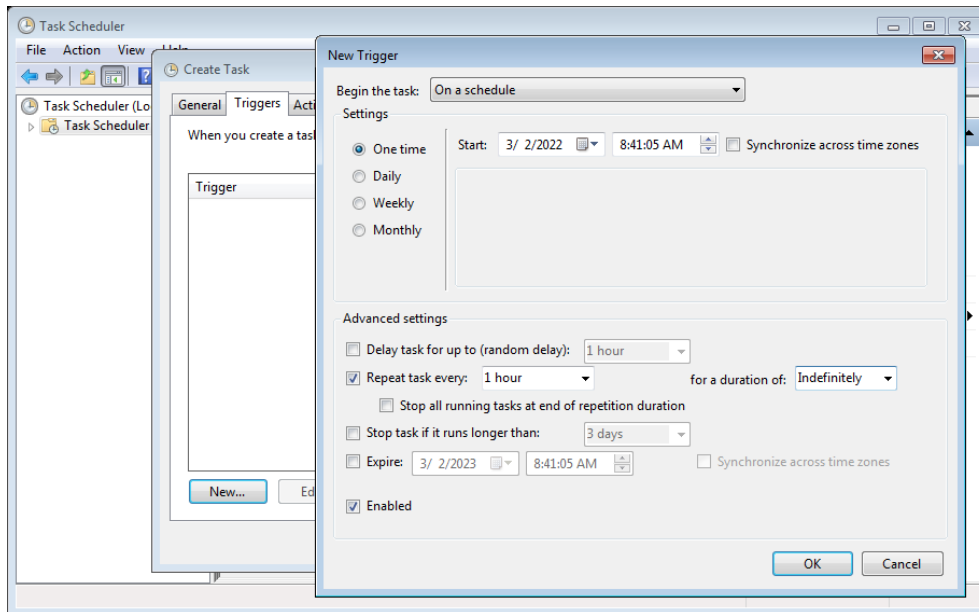 Task Scheduler
File Action View Help
Create Task
New Trigger
Task Scheduler (Lo
Task Scheduler
General Triggers Acti
When you create a tas
Trigger
New... Ed
Begin the task: On a schedule
Settings
One time
Daily
Weekly
Monthly
Start: 3/ 2/2022 8:41:05 AM Synchronize across time zones
Advanced settings
Delay task for up to (random delay): 1 hour
Repeat task every: 1 hour for a duration of: Indefinitely
Stop all running tasks at end of repetition duration
Stop task if it runs longer than: 3 days
Expire: 3/ 2/2023 8:41:05 AM Synchronize across time zones
Enabled
OK Cancel